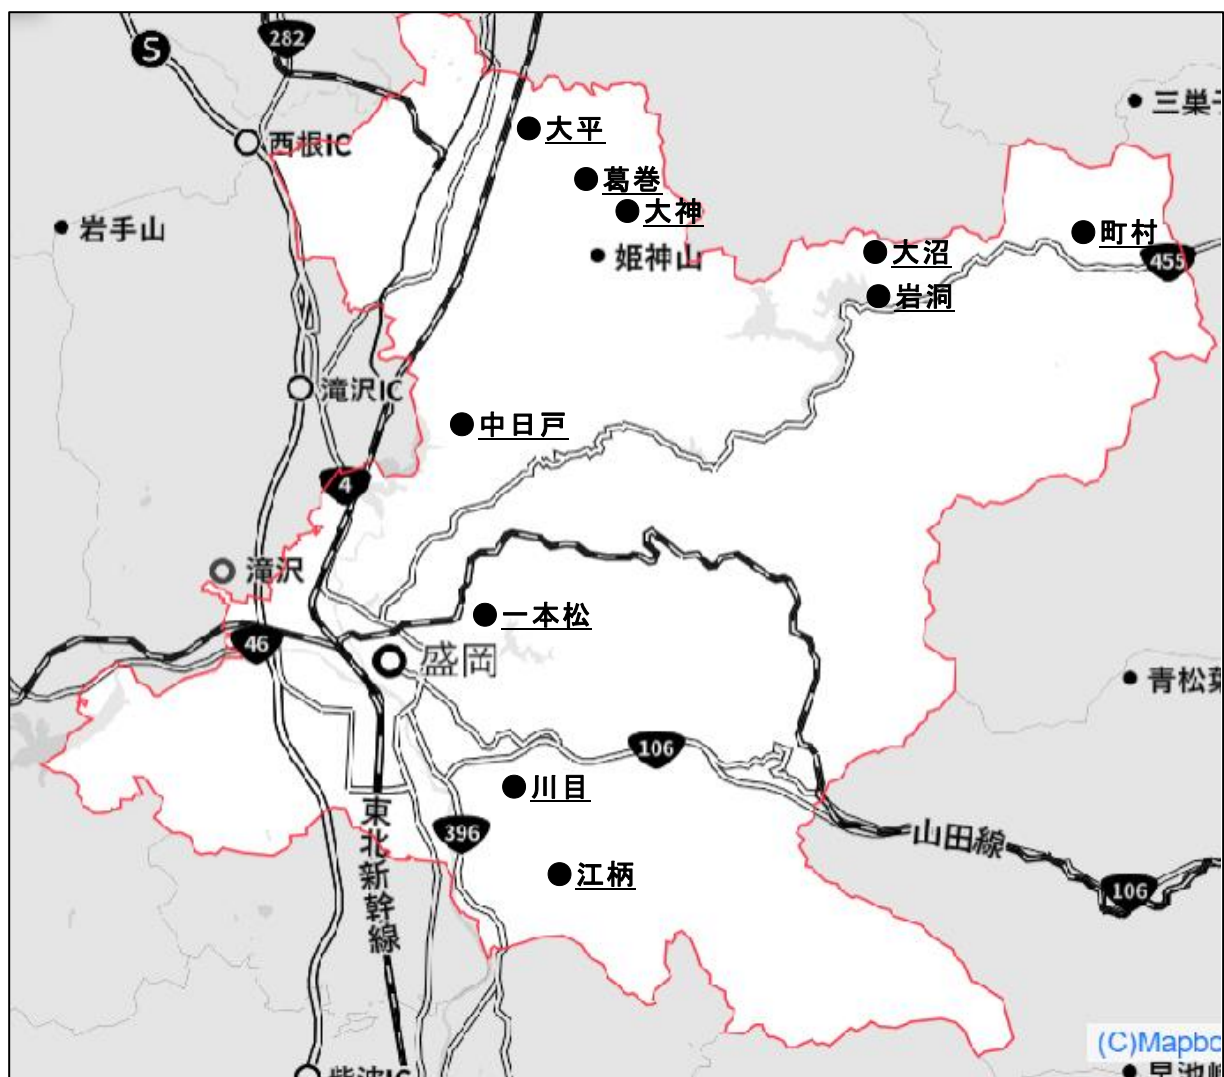 S
282
西根IC
大平
三巣子
葛巻
大神
岩手山
姫神山
大沼
町村
455
岩洞
滝沢IC
中日戸
4
滝沢
一本松
46
盛岡
青松葉
106
川目
東北新幹線
396
山田線
江柄
106
(C)Mapbo